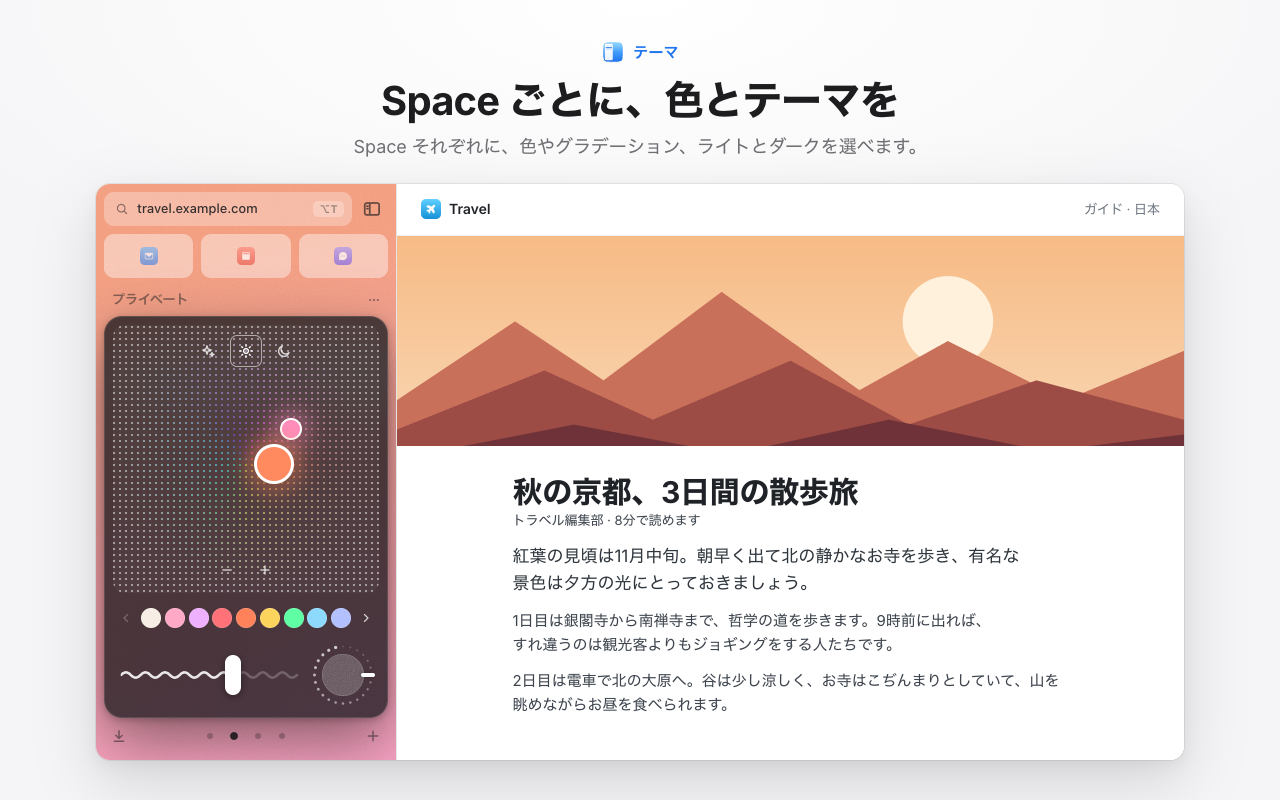 テーマ
Space ごとに、色とテーマを
Space それぞれに、色やグラデーション、ライトとダークを選べます。
travel.example.com
⌥T
プライベート
Travel
ガイド · 日本
秋の京都、3日間の散歩旅
トラベル編集部 · 8分で読めます
紅葉の見頃は11月中旬。朝早く出て北の静かなお寺を歩き、有名な
景色は夕方の光にとっておきましょう。
1日目は銀閣寺から南禅寺まで、哲学の道を歩きます。9時前に出れば、
すれ違うのは観光客よりもジョギングをする人たちです。
2日目は電車で北の大原へ。谷は少し涼しく、お寺はこぢんまりとしていて、山を
眺めながらお昼を食べられます。